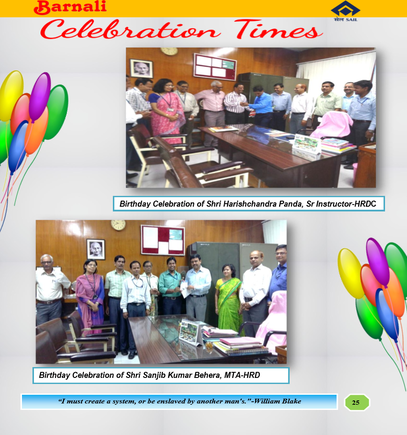 Barnali
सेल SAIL
Celebration Times
Birthday Celebration of Shri Harishchandra Panda, Sr Instructor-HRDC
Birthday Celebration of Shri Sanjib Kumar Behera, MTA-HRD
"I must create a system, or be enslaved by another man's."-William Blake
25